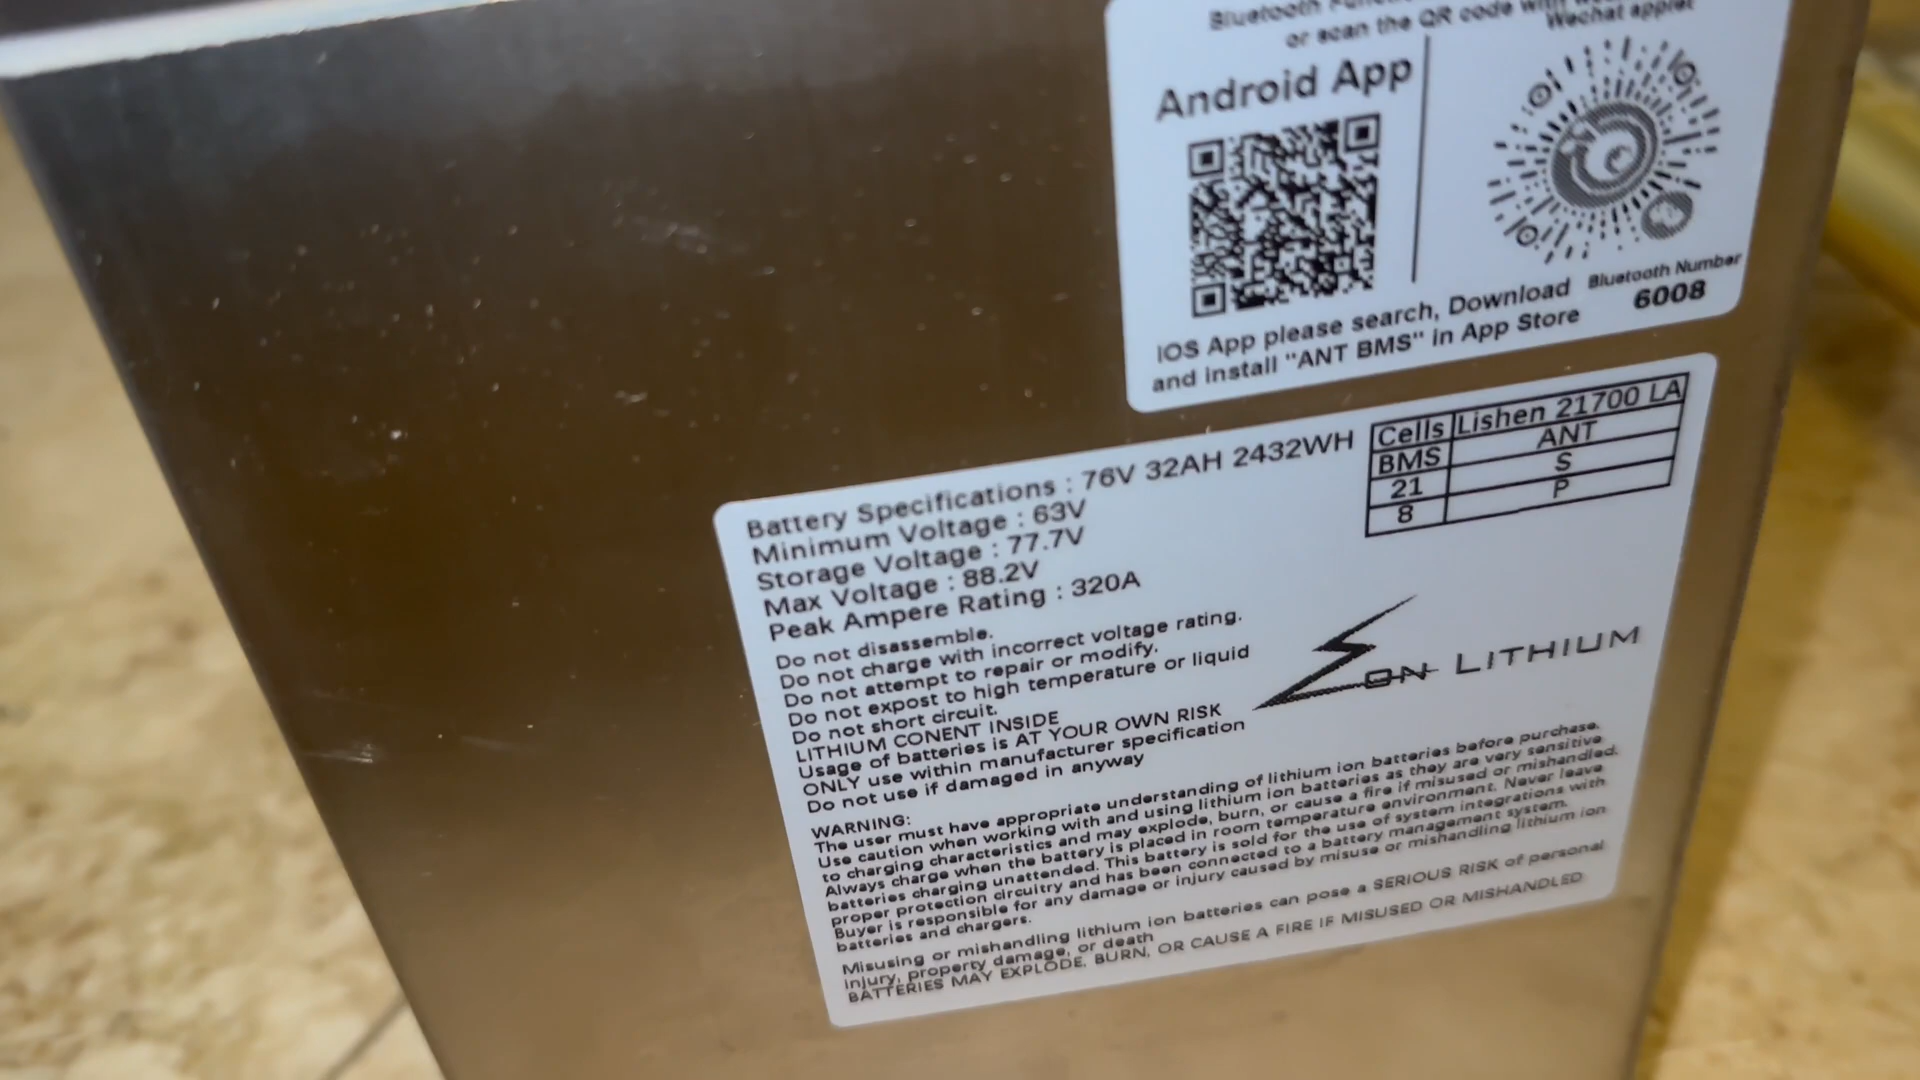 Bluetooth
or scan the QR code with
Wechat applet
Android App
IOS App please search, Download
and install "ANT BMS" in App Store
Bluetooth Number
6008
Battery Specifications : 76V 32AH 2432WH
Minimum Voltage : 63V
Storage Voltage : 77.7V
Max Voltage : 88.2V
Peak Ampere Rating : 320A
Cells Lishen 21700 LA
BMS ANT
21 S
8 P
Do not disassemble.
Do not charge with incorrect voltage rating.
Do not attempt to repair or modify.
Do not expose to high temperature or liquid
Do not short circuit.
LITHIUM CONENT INSIDE
Usage of batteries is AT YOUR OWN RISK
ONLY use within manufacturer specification
Do not use if damaged in anyway
EON LITHIUM
WARNING:
The user must have appropriate understanding of lithium ion batteries before purchase.
Use caution when working with and using lithium ion batteries as they are very sensitive
to charging characteristics and may explode, burn, or cause a fire if misused or mishandled.
Always charge when the battery is placed in room temperature environment. Never leave
batteries charging unattended. This battery is sold for the use of system integrations with
proper protection circuitry and has been connected to a battery management system.
Buyer is responsible for any damage or injury caused by misuse or mishandling lithium ion
batteries and chargers.
Misusing or mishandling lithium ion batteries can pose a SERIOUS RISK of personal
injury, property damage, or death
BATTERIES MAY EXPLODE, BURN, OR CAUSE A FIRE IF MISUSED OR MISHANDLED